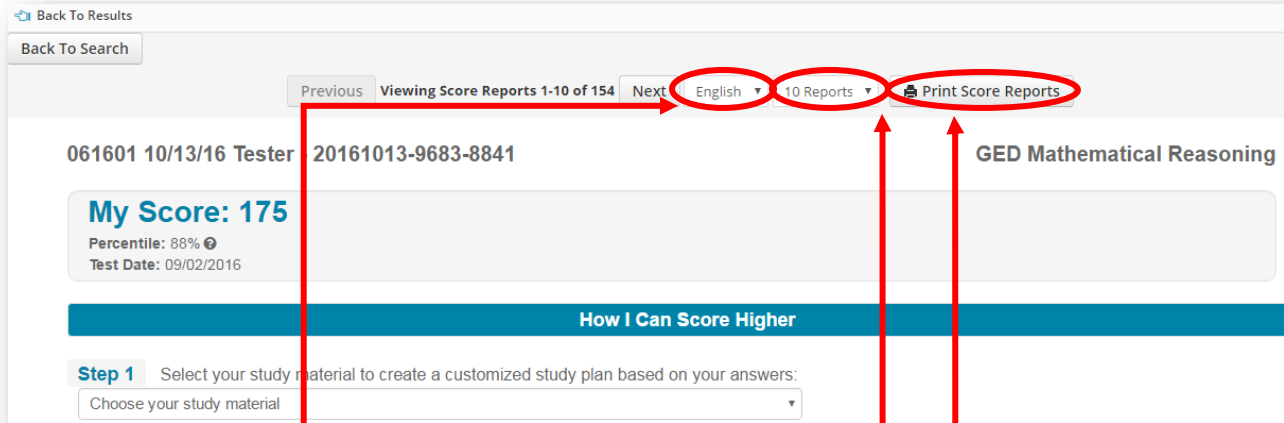 Back To Results
Back To Search
Previous Viewing Score Reports 1-10 of 154 Next English 10 Reports Print Score Reports
061601 10/13/16 Tester - 20161013-9683-8841 GED Mathematical Reasoning
My Score: 175
Percentile: 88%
Test Date: 09/02/2016
How I Can Score Higher
Step 1 Select your study material to create a customized study plan based on your answers:
Choose your study material